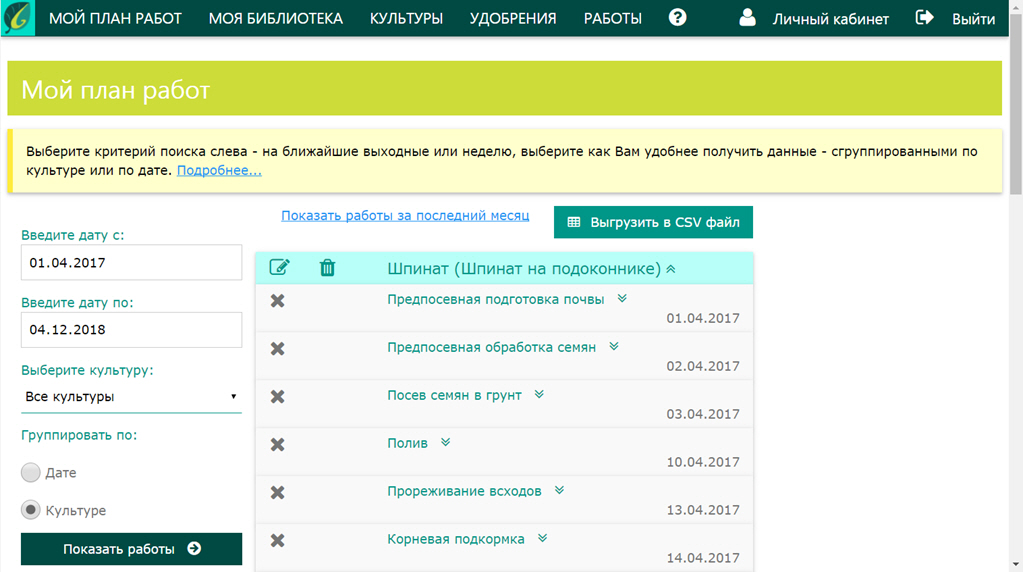 МОЙ ПЛАН РАБОТ МОЯ БИБЛИОТЕКА КУЛЬТУРЫ УДОБРЕНИЯ РАБОТЫ ? Личный кабинет Выйти
Мой план работ
Выберите критерий поиска слева - на ближайшие выходные или неделю, выберите как Вам удобнее получить данные - сгруппированными по
культуре или по дате. Подробнее...
Введите дату с:
01.04.2017
Введите дату по:
04.12.2018
Выберите культуру:
Все культуры
Группировать по:
Дате
Культуре
Показать работы
Показать работы за последний месяц
Выгрузить в CSV файл
Шпинат (Шпинат на подоконнике)
Предпосевная подготовка почвы
01.04.2017
Предпосевная обработка семян
02.04.2017
Посев семян в грунт
03.04.2017
Полив
10.04.2017
Прореживание всходов
13.04.2017
Корневая подкормка
14.04.2017